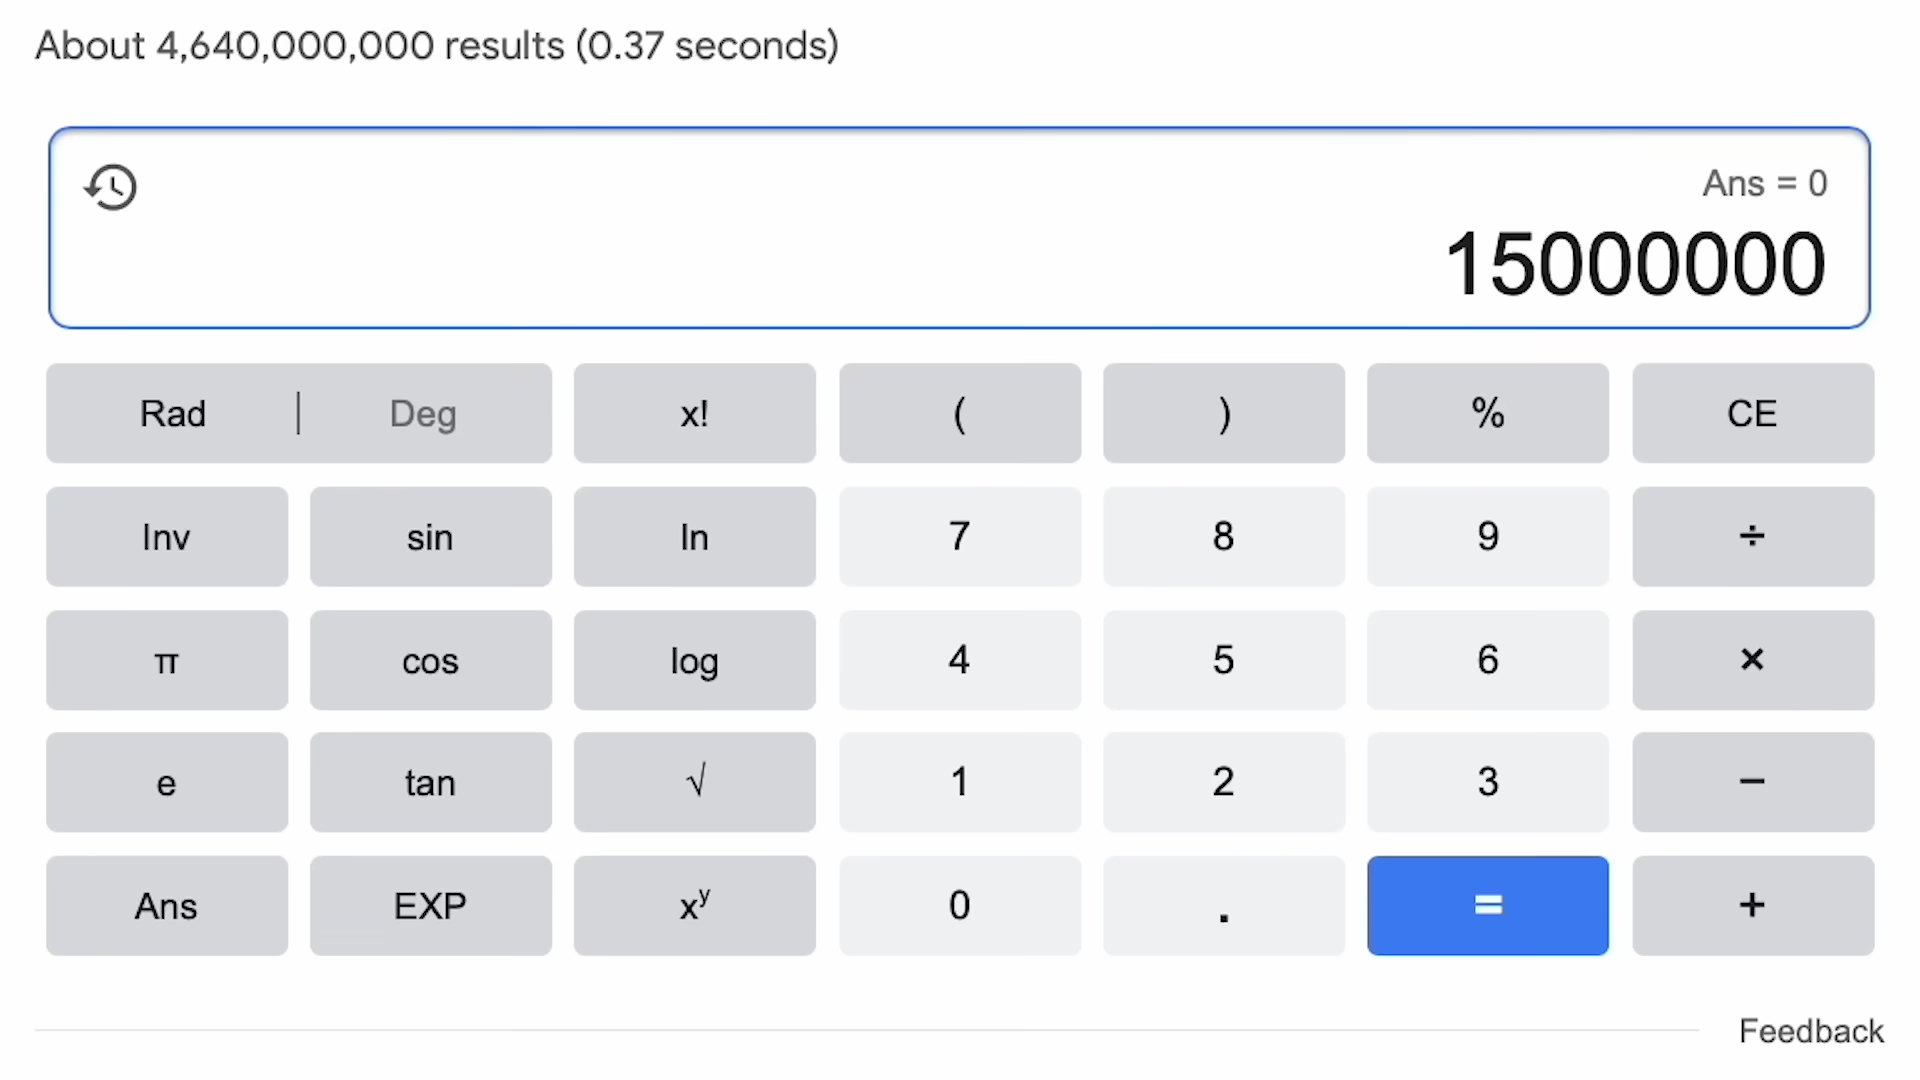 About 4,640,000,000 results (0.37 seconds)
Ans = 0
15000000
Rad | Deg x! ( ) % CE
Inv sin ln 7 8 9 ÷
π cos log 4 5 6 ×
e tan √ 1 2 3 −
Ans EXP xʸ 0 . = +
Feedback